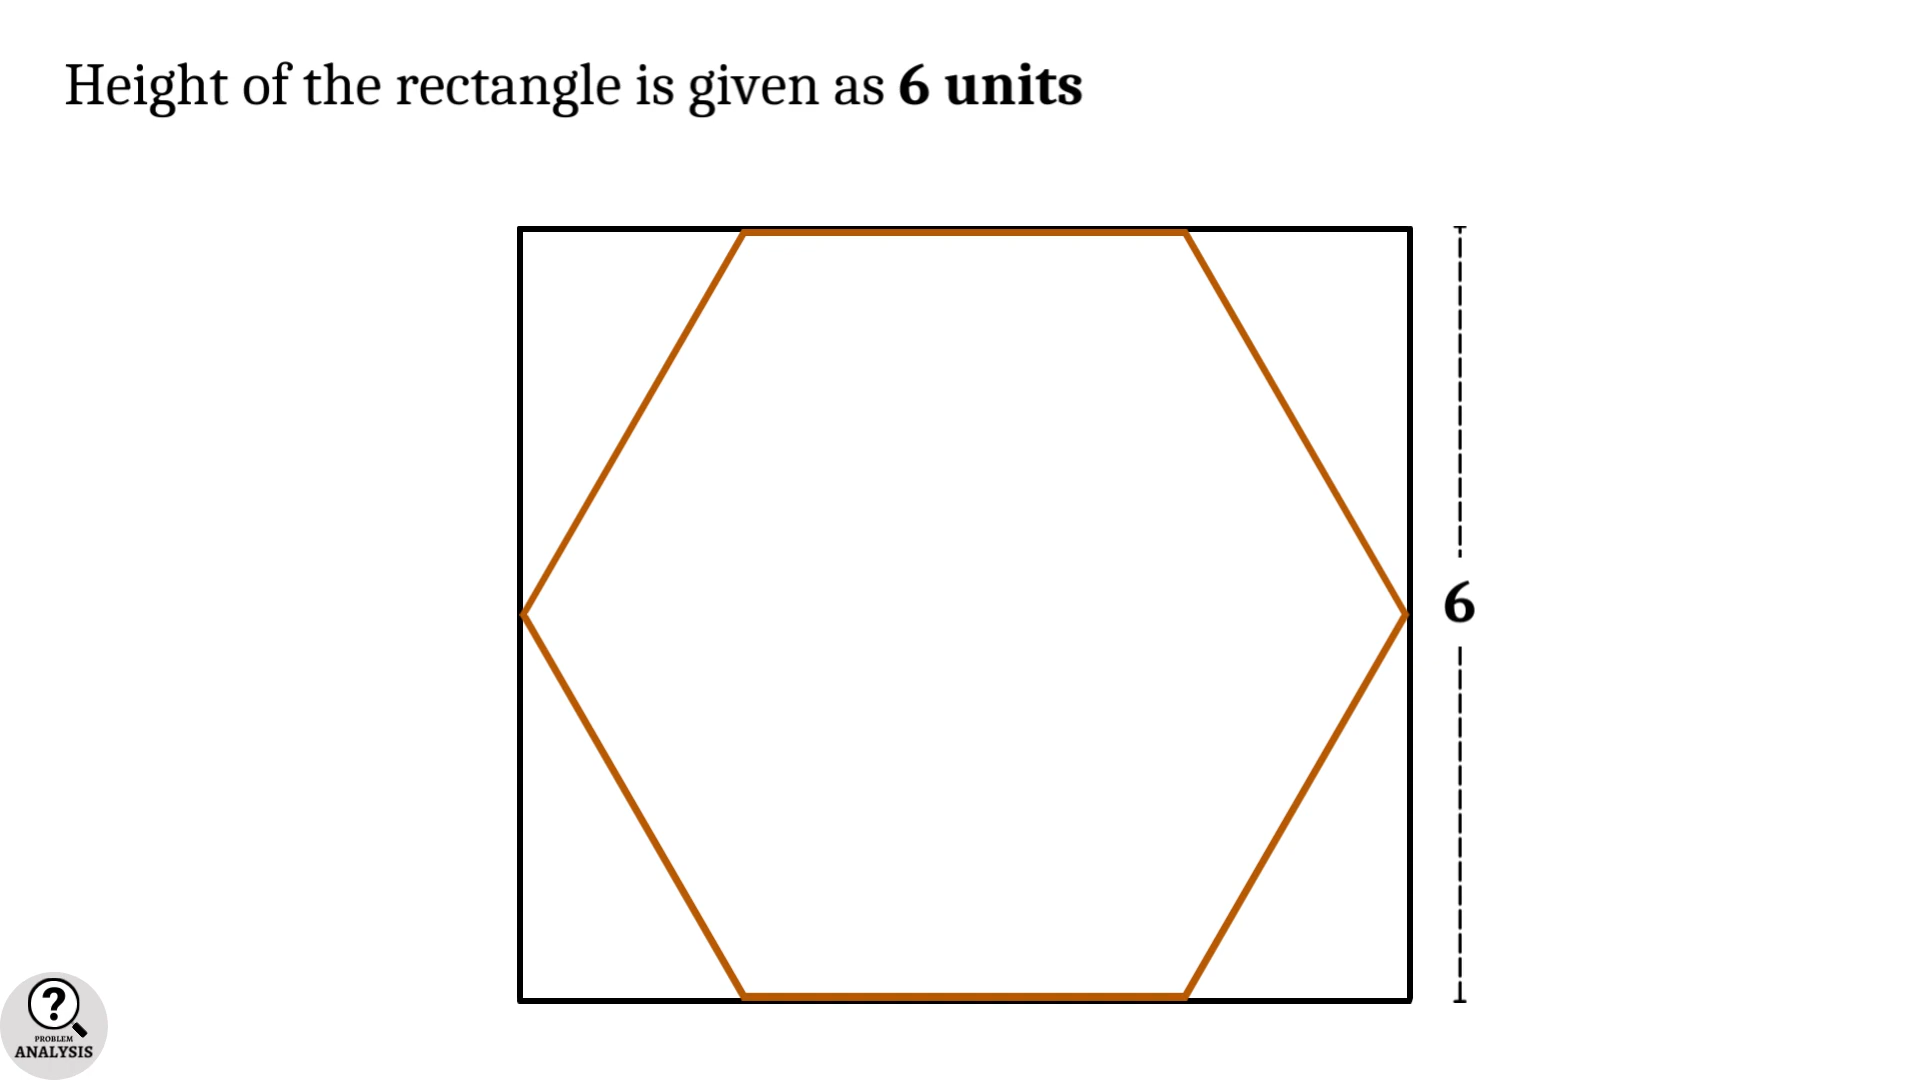 Height of the rectangle is given as 6 units
6
?
PROBLEM
ANALYSIS